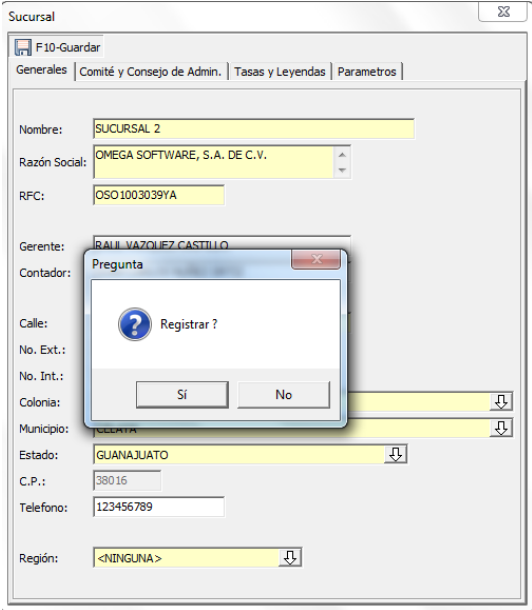 Sucursal
F10-Guardar
Generales Comité y Consejo de Admin. Tasas y Leyendas Parametros
Nombre: SUCURSAL 2
Razón Social: OMEGA SOFTWARE, S.A. DE C.V.
RFC: OSO1003039YA
Gerente: RAUL VAZQUEZ CASTILLO
Contador:
Pregunta
Registrar ?
Sí No
Calle:
No. Ext.:
No. Int.:
Colonia:
Municipio: CELAYA
Estado: GUANAJUATO
C.P.: 38016
Telefono: 123456789
Región: <NINGUNA>